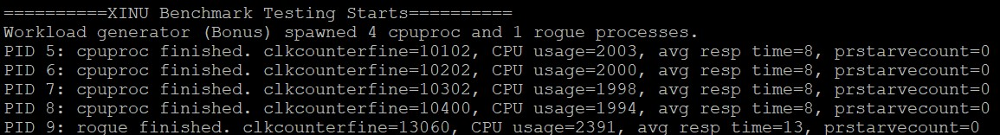 ==========XINU Benchmark Testing Starts==========
Workload generator (Bonus) spawned 4 cpuproc and 1 rogue processes.
PID 5: cpuproc finished. clkcounterfine=10102, CPU usage=2003, avg resp time=8, prstarvecount=0
PID 6: cpuproc finished. clkcounterfine=10202, CPU usage=2000, avg resp time=8, prstarvecount=0
PID 7: cpuproc finished. clkcounterfine=10302, CPU usage=1998, avg resp time=8, prstarvecount=0
PID 8: cpuproc finished. clkcounterfine=10400, CPU usage=1994, avg resp time=8, prstarvecount=0
PID 9: rogue finished. clkcounterfine=13060, CPU usage=2391, avg resp time=13, prstarvecount=0